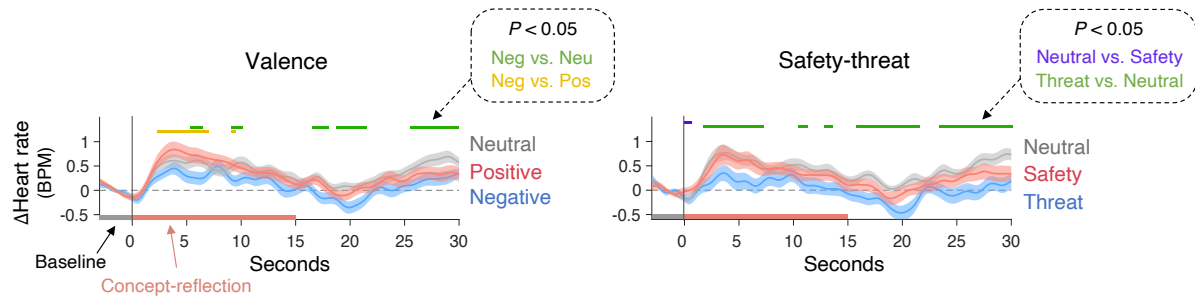 P < 0.05
Neg vs. Neu
Neg vs. Pos
Valence
ΔHeart rate
(BPM)
1
0.5
0
-0.5
Neutral
Positive
Negative
0
5
10
15
20
25
30
Seconds
Baseline
Concept-reflection
P < 0.05
Neutral vs. Safety
Threat vs. Neutral
Safety-threat
1
0.5
0
-0.5
Neutral
Safety
Threat
0
5
10
15
20
25
30
Seconds